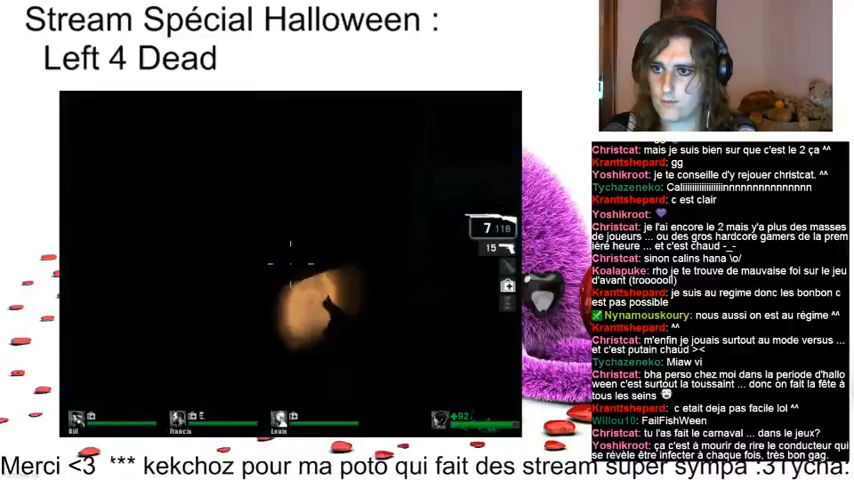 Stream Spécial Halloween :
Left 4 Dead
7 118
15
Bill
Francis
Louis
+92
Christcat: mais je suis bien sur que c'est le 2 ça ^^
Kranttshepard: gg
Yoshikroot: je te conseille d'y rejouer christcat. ^^
Tychazeneko: Caliiiiiiiiiiiiiiinnnnnnnnnnnnnnnn
Kranttshepard: c est clair
Yoshikroot:
Christcat: je l'ai encore le 2 mais y'a plus des masses
de joueurs ... ou des gros hardcore gamers de la prem
ière heure ... et c'est chaud -_-
Christcat: sinon calins hana \o/
Koalapuke: rho je te trouve de mauvaise foi sur le jeu
d'avant (trooooolll)
Kranttshepard: je suis au regime donc les bonbon c
est pas possible
Nynamouskoury: nous aussi on est au régime ^^
Kranttshepard: ^^
Christcat: m'enfin je jouais surtout au mode versus ...
et c'est putain chaud ><
Tychazeneko: Miaw vi
Christcat: bha perso chez moi dans la periode d'hallo
ween c'est surtout la toussaint ... donc on fait la fête à
tous les seins
Kranttshepard: c etait deja pas facile lol ^^
Willou10: FailFishWeen
Christcat: tu l'as fait le carnaval ... dans le jeux?
Yoshikroot: ça c'est à mourir de rire le conducteur qui
se révèle être infecter à chaque fois, très bon gag.
Merci <3 *** kekchoz pour ma poto qui fait des stream super sympa :3Tycha: